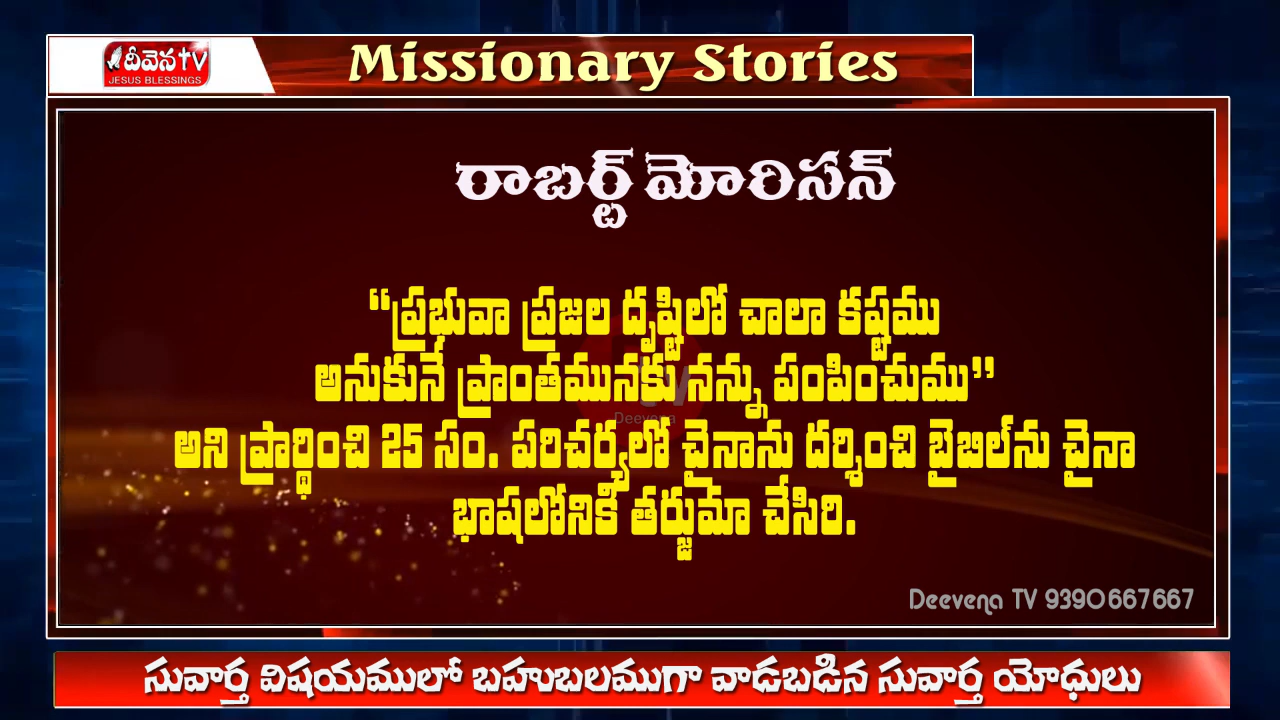 దీవెన TV
JESUS BLESSINGS
Missionary Stories
రాబర్ట్ మోరిసన్
“ప్రభువా ప్రజల దృష్టిలో చాలా కష్టము
అనుకునే ప్రాంతమునకు నన్ను పంపించుము”
అని ప్రార్థించి 25 సం. పరిచర్యలో చైనాను దర్శించి బైబిల్‌ను చైనా
భాషలోనికి తర్జుమా చేసిరి.
Deevena
Deevena TV 9390667667
సువార్త విషయములో బహుబలముగా వాడబడిన సువార్త యోధులు